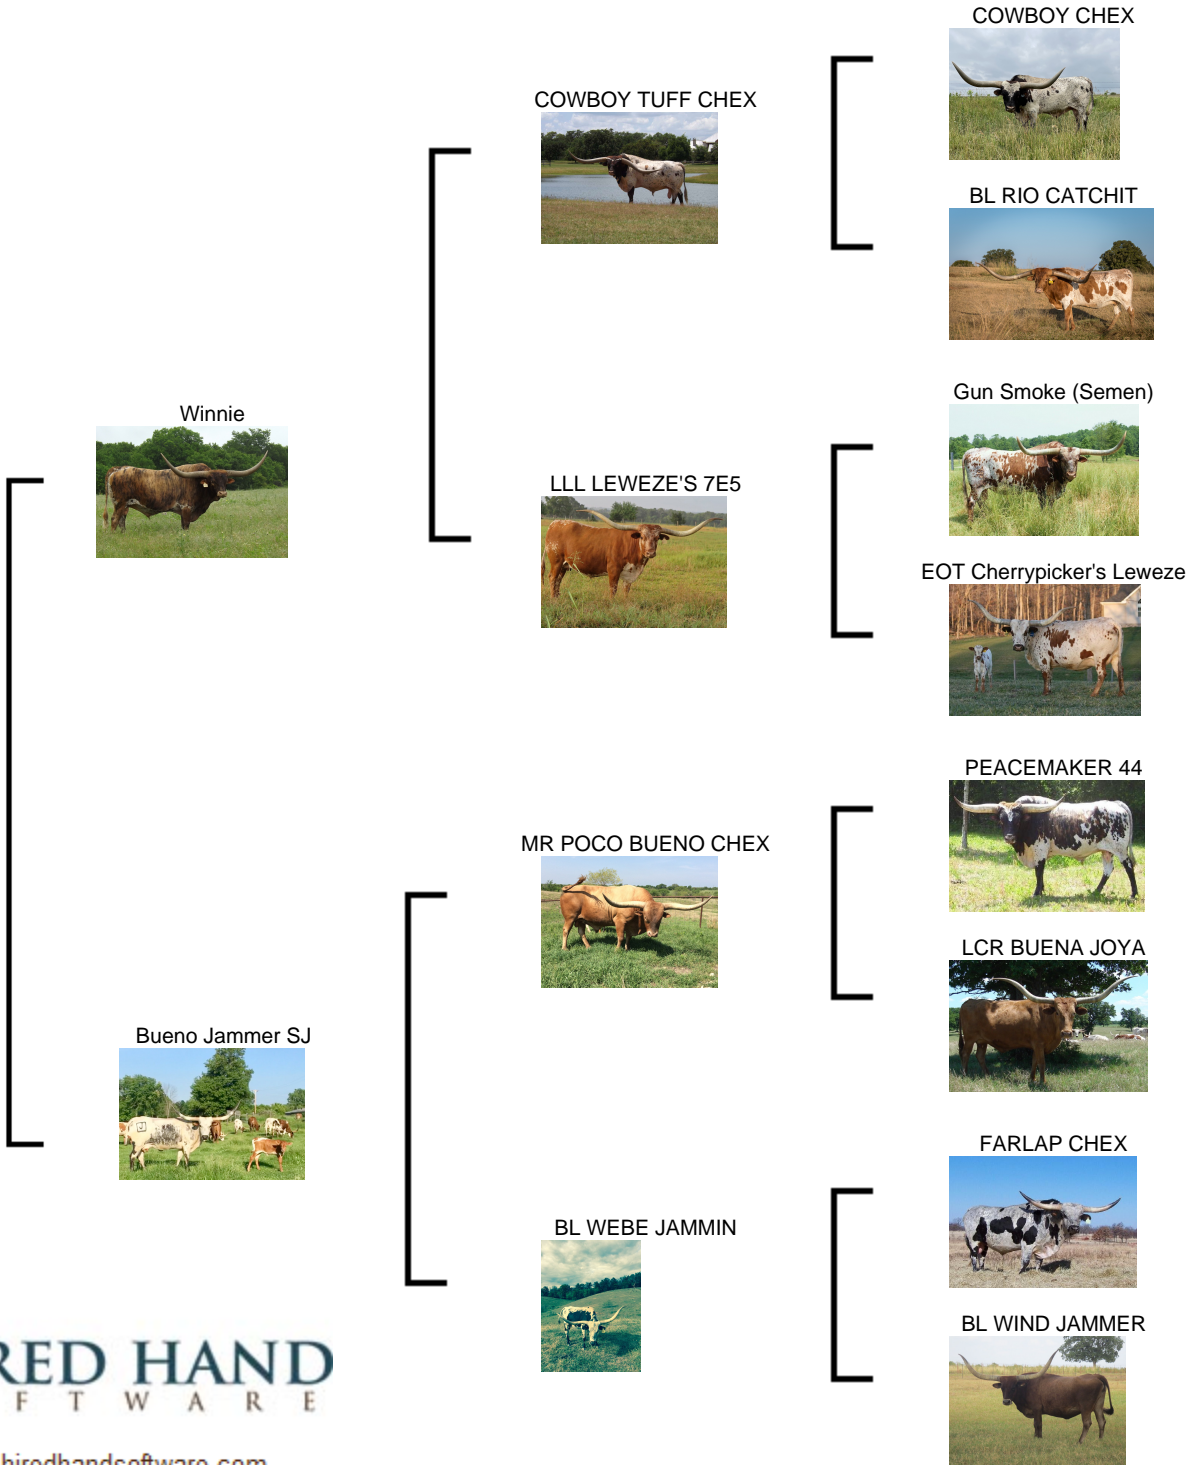 COWBOY CHEX
COWBOY TUFF CHEX
BL RIO CATCHIT
Gun Smoke (Semen)
Winnie
LLL LEWEZE'S 7E5
EOT Cherrypicker's Leweze
PEACEMAKER 44
MR POCO BUENO CHEX
LCR BUENA JOYA
Bueno Jammer SJ
FARLAP CHEX
BL WEBE JAMMIN
BL WIND JAMMER
RED HAND
F T W A R E
hiredhandsoftware.com